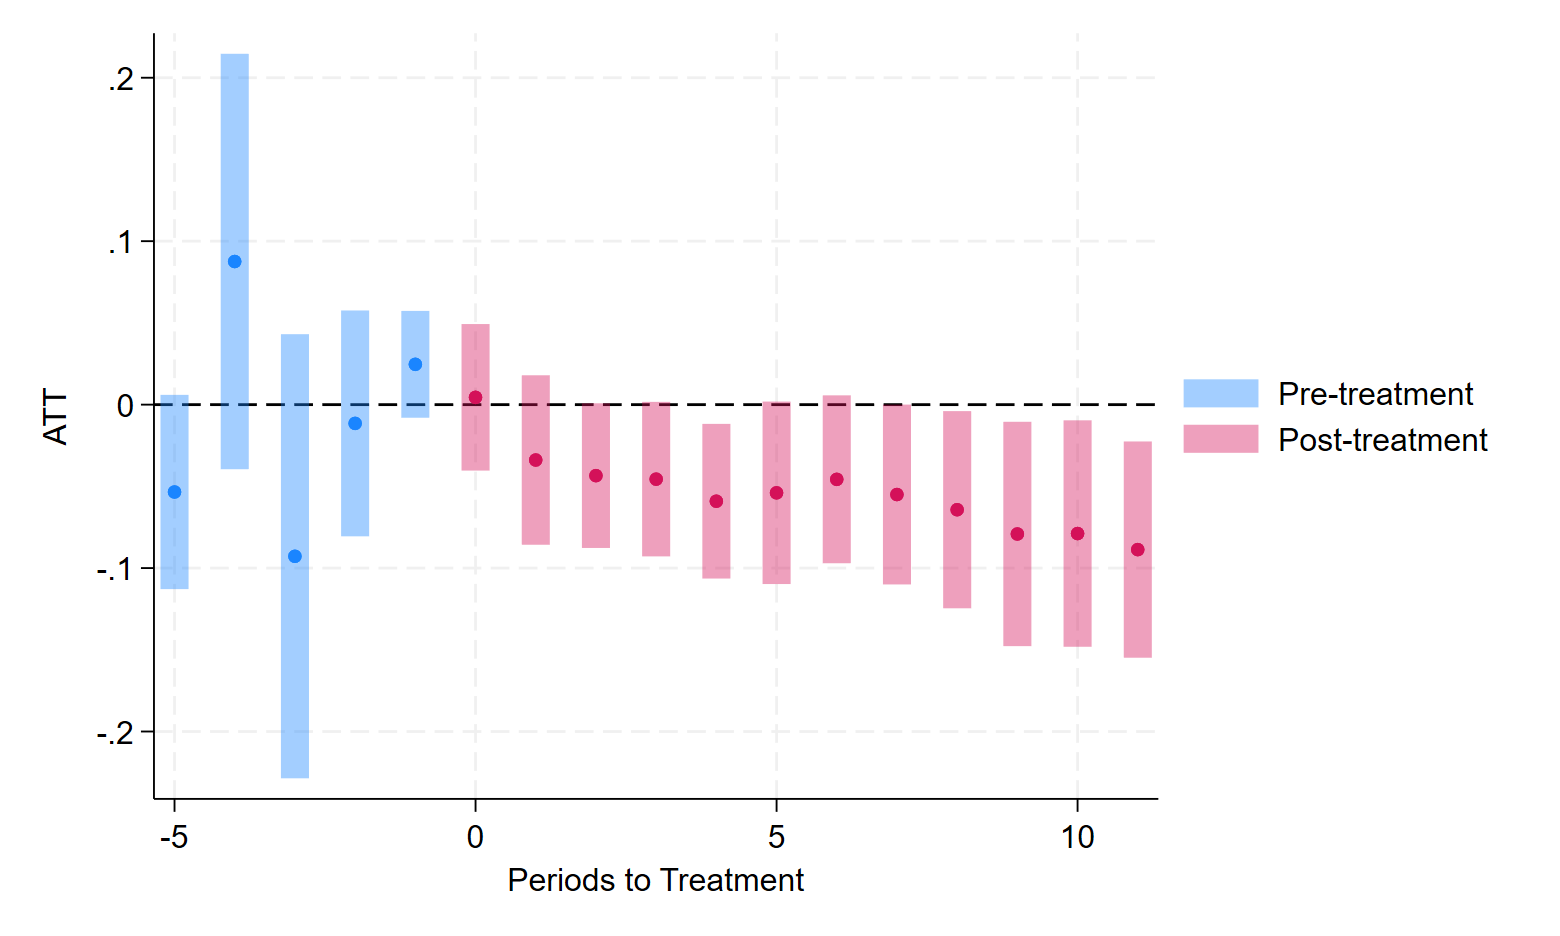 .2
.1
0
-.1
-.2
ATT
-5
0
5
10
Periods to Treatment
Pre-treatment
Post-treatment